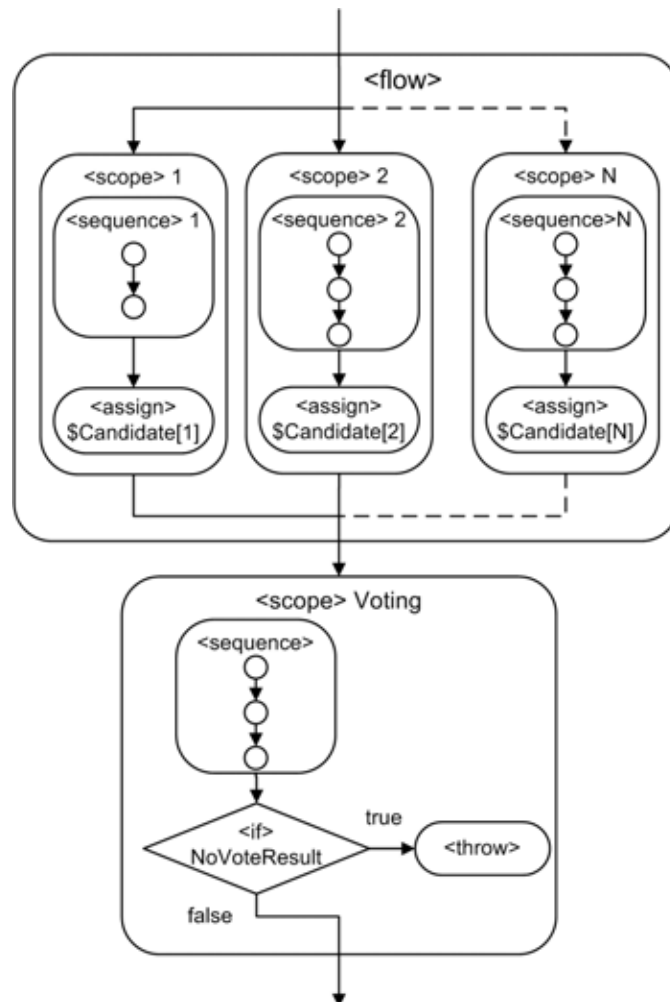 <flow>
<scope> 1
<sequence> 1
<assign>
$Candidate[1]
<scope> 2
<sequence> 2
<assign>
$Candidate[2]
<scope> N
<sequence>N
<assign>
$Candidate[N]
<scope> Voting
<sequence>
<if>
NoVoteResult
true
<throw>
false